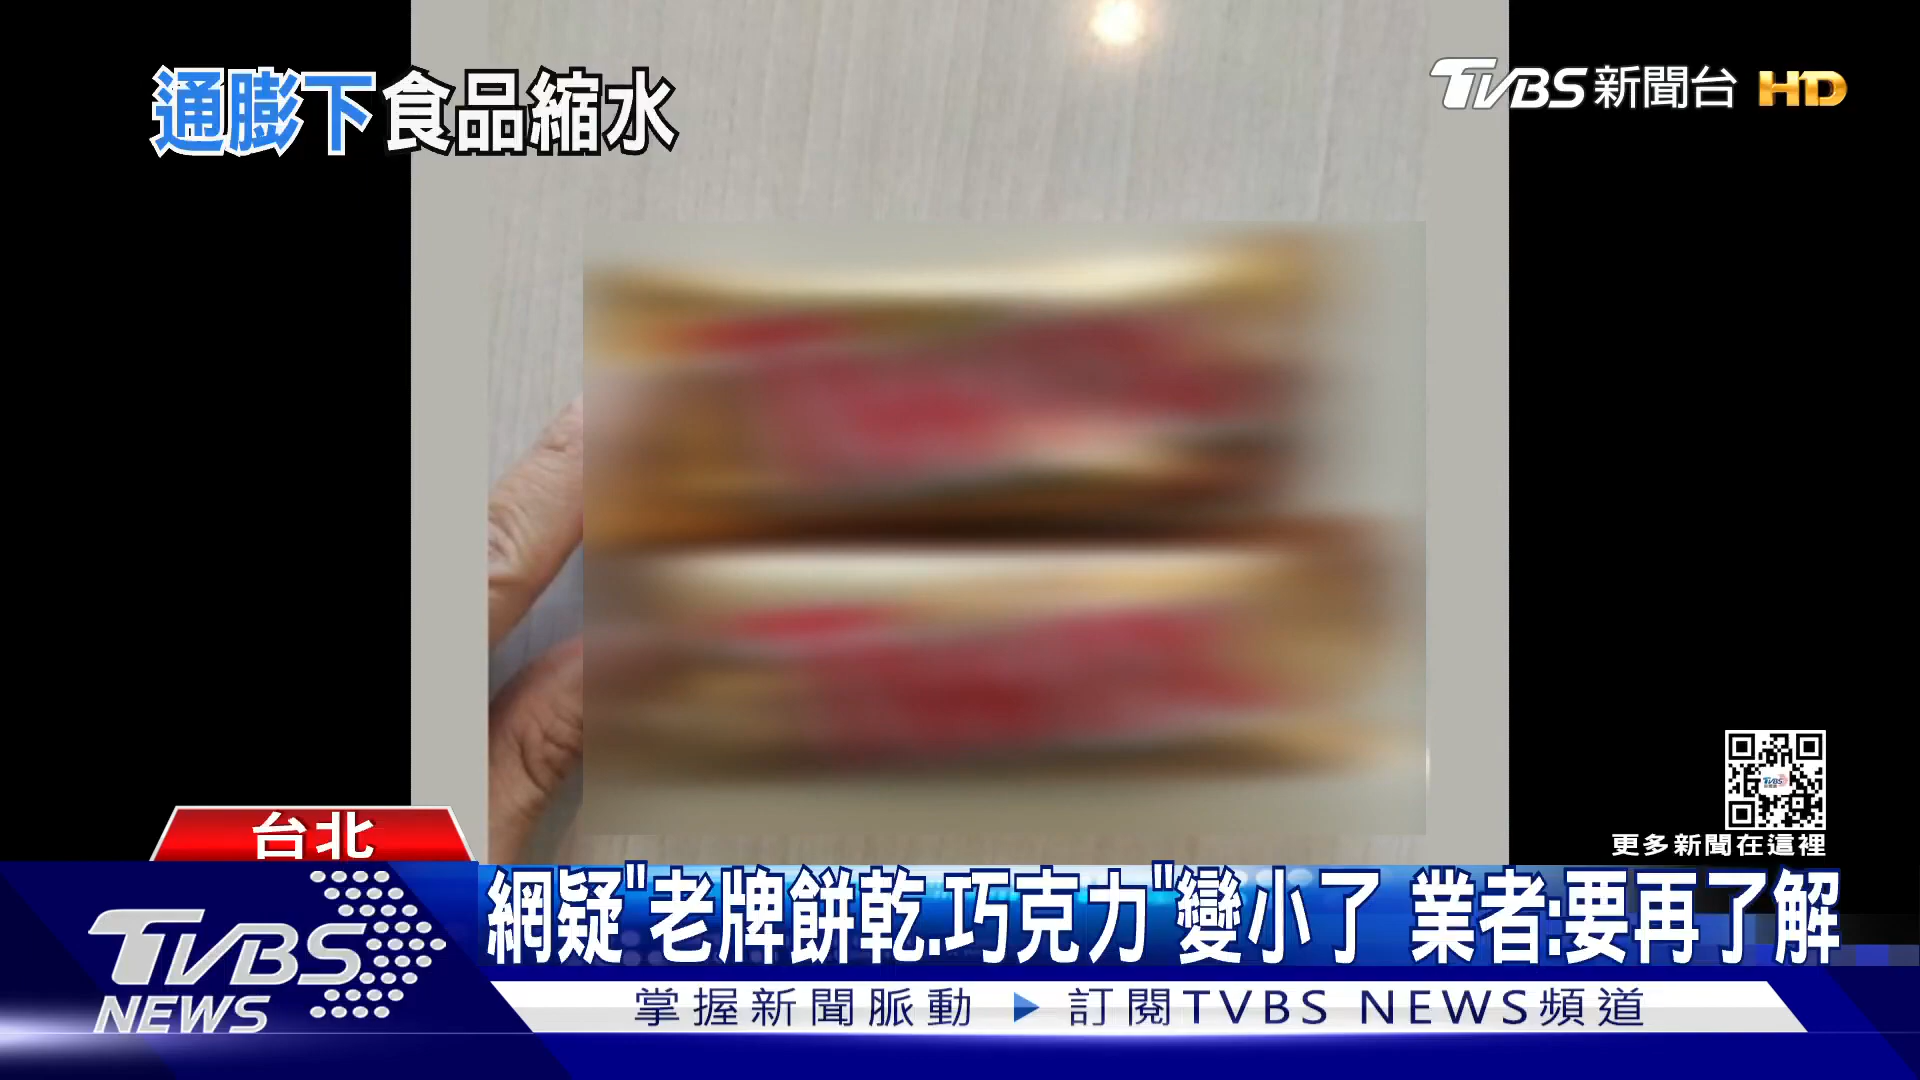 通膨下食品縮水
TVBS新聞台 HD
更多新聞在這裡
台北
網疑"老牌餅乾.巧克力"變小了 業者:要再了解
TVBS NEWS
掌握新聞脈動 ▶ 訂閱TVBS NEWS頻道